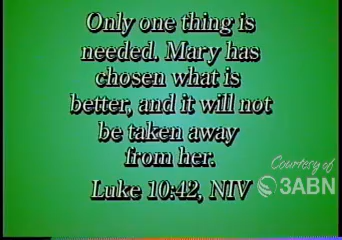 Only one thing is
needed. Mary has
chosen what is
better, and it will not
be taken away
from her.
Luke 10:42, NIV
Courtesy of
3ABN